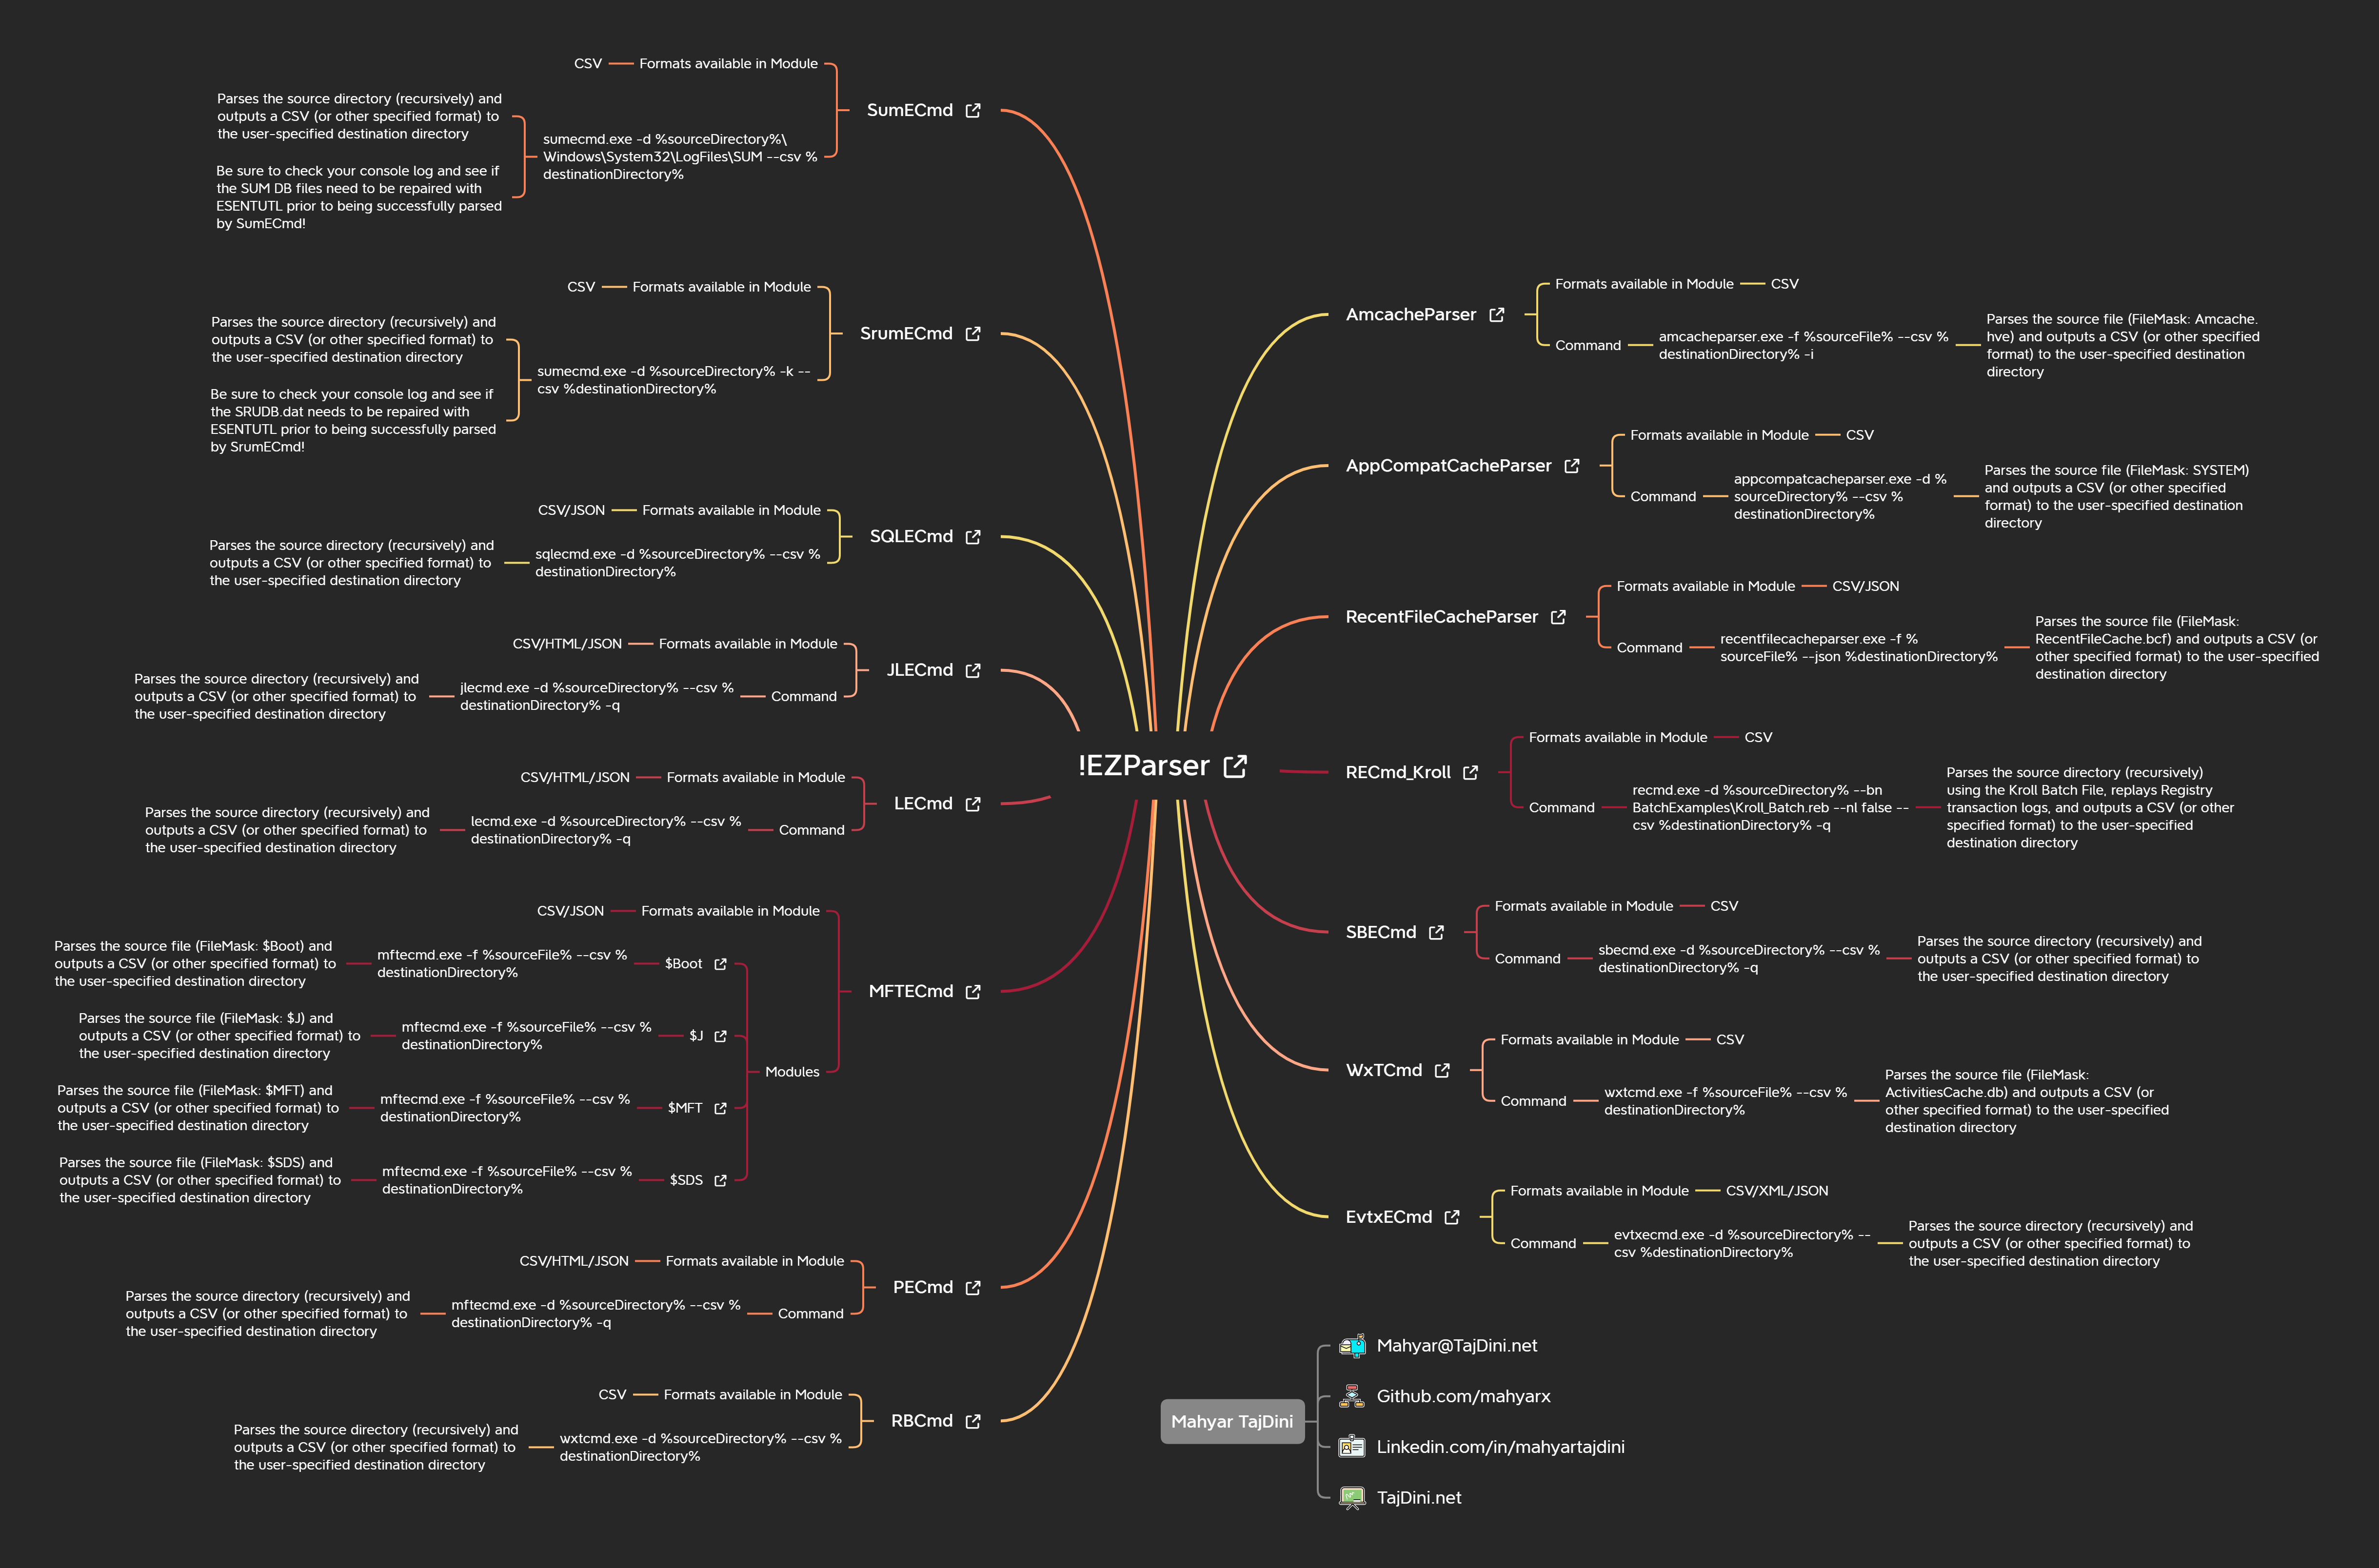 !EZParser
SumECmd
Formats available in Module
CSV
sumecmd.exe -d %sourceDirectory%\
Windows\System32\LogFiles\SUM --csv %
destinationDirectory%
Parses the source directory (recursively) and
outputs a CSV (or other specified format) to
the user-specified destination directory
Be sure to check your console log and see if
the SUM DB files need to be repaired with
ESENTUTL prior to being successfully parsed
by SumECmd!
SrumECmd
Formats available in Module
CSV
sumecmd.exe -d %sourceDirectory% -k --
csv %destinationDirectory%
Parses the source directory (recursively) and
outputs a CSV (or other specified format) to
the user-specified destination directory
Be sure to check your console log and see if
the SRUDB.dat needs to be repaired with
ESENTUTL prior to being successfully parsed
by SrumECmd!
SQLECmd
Formats available in Module
CSV/JSON
sqlecmd.exe -d %sourceDirectory% --csv %
destinationDirectory%
Parses the source directory (recursively) and
outputs a CSV (or other specified format) to
the user-specified destination directory
JLECmd
Formats available in Module
CSV/HTML/JSON
Command
jlecmd.exe -d %sourceDirectory% --csv %
destinationDirectory% -q
Parses the source directory (recursively) and
outputs a CSV (or other specified format) to
the user-specified destination directory
LECmd
Formats available in Module
CSV/HTML/JSON
Command
lecmd.exe -d %sourceDirectory% --csv %
destinationDirectory% -q
Parses the source directory (recursively) and
outputs a CSV (or other specified format) to
the user-specified destination directory
MFTECmd
Formats available in Module
CSV/JSON
Modules
$Boot
mftecmd.exe -f %sourceFile% --csv %
destinationDirectory%
Parses the source file (FileMask: $Boot) and
outputs a CSV (or other specified format) to
the user-specified destination directory
$J
mftecmd.exe -f %sourceFile% --csv %
destinationDirectory%
Parses the source file (FileMask: $J) and
outputs a CSV (or other specified format) to
the user-specified destination directory
$MFT
mftecmd.exe -f %sourceFile% --csv %
destinationDirectory%
Parses the source file (FileMask: $MFT) and
outputs a CSV (or other specified format) to
the user-specified destination directory
$SDS
mftecmd.exe -f %sourceFile% --csv %
destinationDirectory%
Parses the source file (FileMask: $SDS) and
outputs a CSV (or other specified format) to
the user-specified destination directory
PECmd
Formats available in Module
CSV/HTML/JSON
Command
mftecmd.exe -d %sourceDirectory% --csv %
destinationDirectory% -q
Parses the source directory (recursively) and
outputs a CSV (or other specified format) to
the user-specified destination directory
RBCmd
Formats available in Module
CSV
wxtcmd.exe -d %sourceDirectory% --csv %
destinationDirectory%
Parses the source directory (recursively) and
outputs a CSV (or other specified format) to
the user-specified destination directory
AmcacheParser
Formats available in Module
CSV
Command
amcacheparser.exe -f %sourceFile% --csv %
destinationDirectory% -i
Parses the source file (FileMask: Amcache.
hve) and outputs a CSV (or other specified
format) to the user-specified destination
directory
AppCompatCacheParser
Formats available in Module
CSV
Command
appcompatcacheparser.exe -d %
sourceDirectory% --csv %
destinationDirectory%
Parses the source file (FileMask: SYSTEM)
and outputs a CSV (or other specified
format) to the user-specified destination
directory
RecentFileCacheParser
Formats available in Module
CSV/JSON
Command
recentfilecacheparser.exe -f %
sourceFile% --json %destinationDirectory%
Parses the source file (FileMask:
RecentFileCache.bcf) and outputs a CSV (or
other specified format) to the user-specified
destination directory
RECmd_Kroll
Formats available in Module
CSV
Command
recmd.exe -d %sourceDirectory% --bn
BatchExamples\Kroll_Batch.reb --nl false --
csv %destinationDirectory% -q
Parses the source directory (recursively)
using the Kroll Batch File, replays Registry
transaction logs, and outputs a CSV (or other
specified format) to the user-specified
destination directory
SBECmd
Formats available in Module
CSV
Command
sbecmd.exe -d %sourceDirectory% --csv %
destinationDirectory% -q
Parses the source directory (recursively) and
outputs a CSV (or other specified format) to
the user-specified destination directory
WxTCmd
Formats available in Module
CSV
Command
wxtcmd.exe -f %sourceFile% --csv %
destinationDirectory%
Parses the source file (FileMask:
ActivitiesCache.db) and outputs a CSV (or
other specified format) to the user-specified
destination directory
EvtxECmd
Formats available in Module
CSV/XML/JSON
Command
evtxecmd.exe -d %sourceDirectory% --
csv %destinationDirectory%
Parses the source directory (recursively) and
outputs a CSV (or other specified format) to
the user-specified destination directory
Mahyar TajDini
Mahyar@TajDini.net
Github.com/mahyarx
Linkedin.com/in/mahyartajdini
TajDini.net